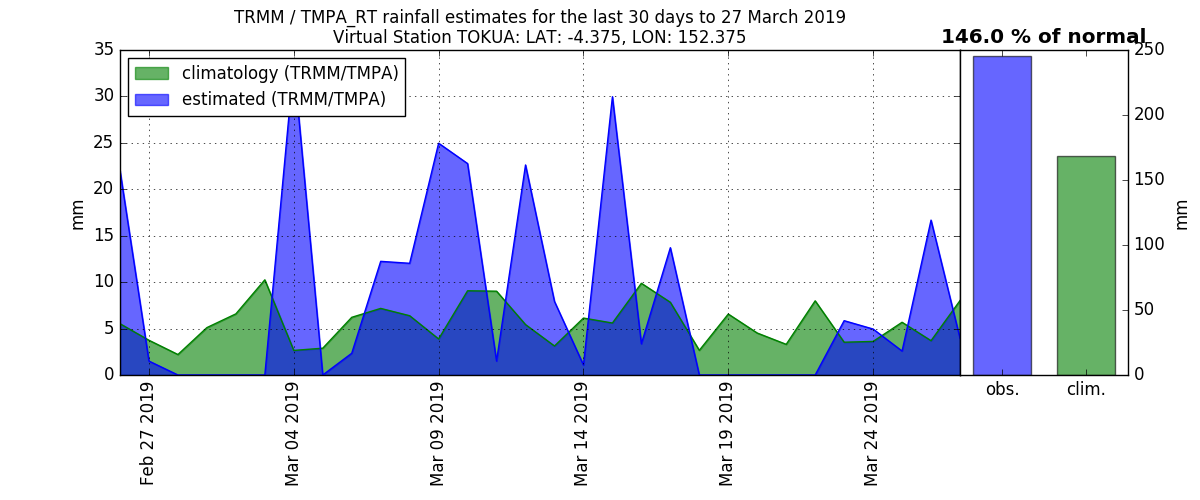 TRMM / TMPA_RT rainfall estimates for the last 30 days to 27 March 2019
Virtual Station TOKUA: LAT: -4.375, LON: 152.375
146.0 % of normal
climatology (TRMM/TMPA)
estimated (TRMM/TMPA)
35
30
25
20
15
10
5
0
mm
Feb 27 2019
Mar 04 2019
Mar 09 2019
Mar 14 2019
Mar 19 2019
Mar 24 2019
obs.
clim.
250
200
150
100
50
0
mm